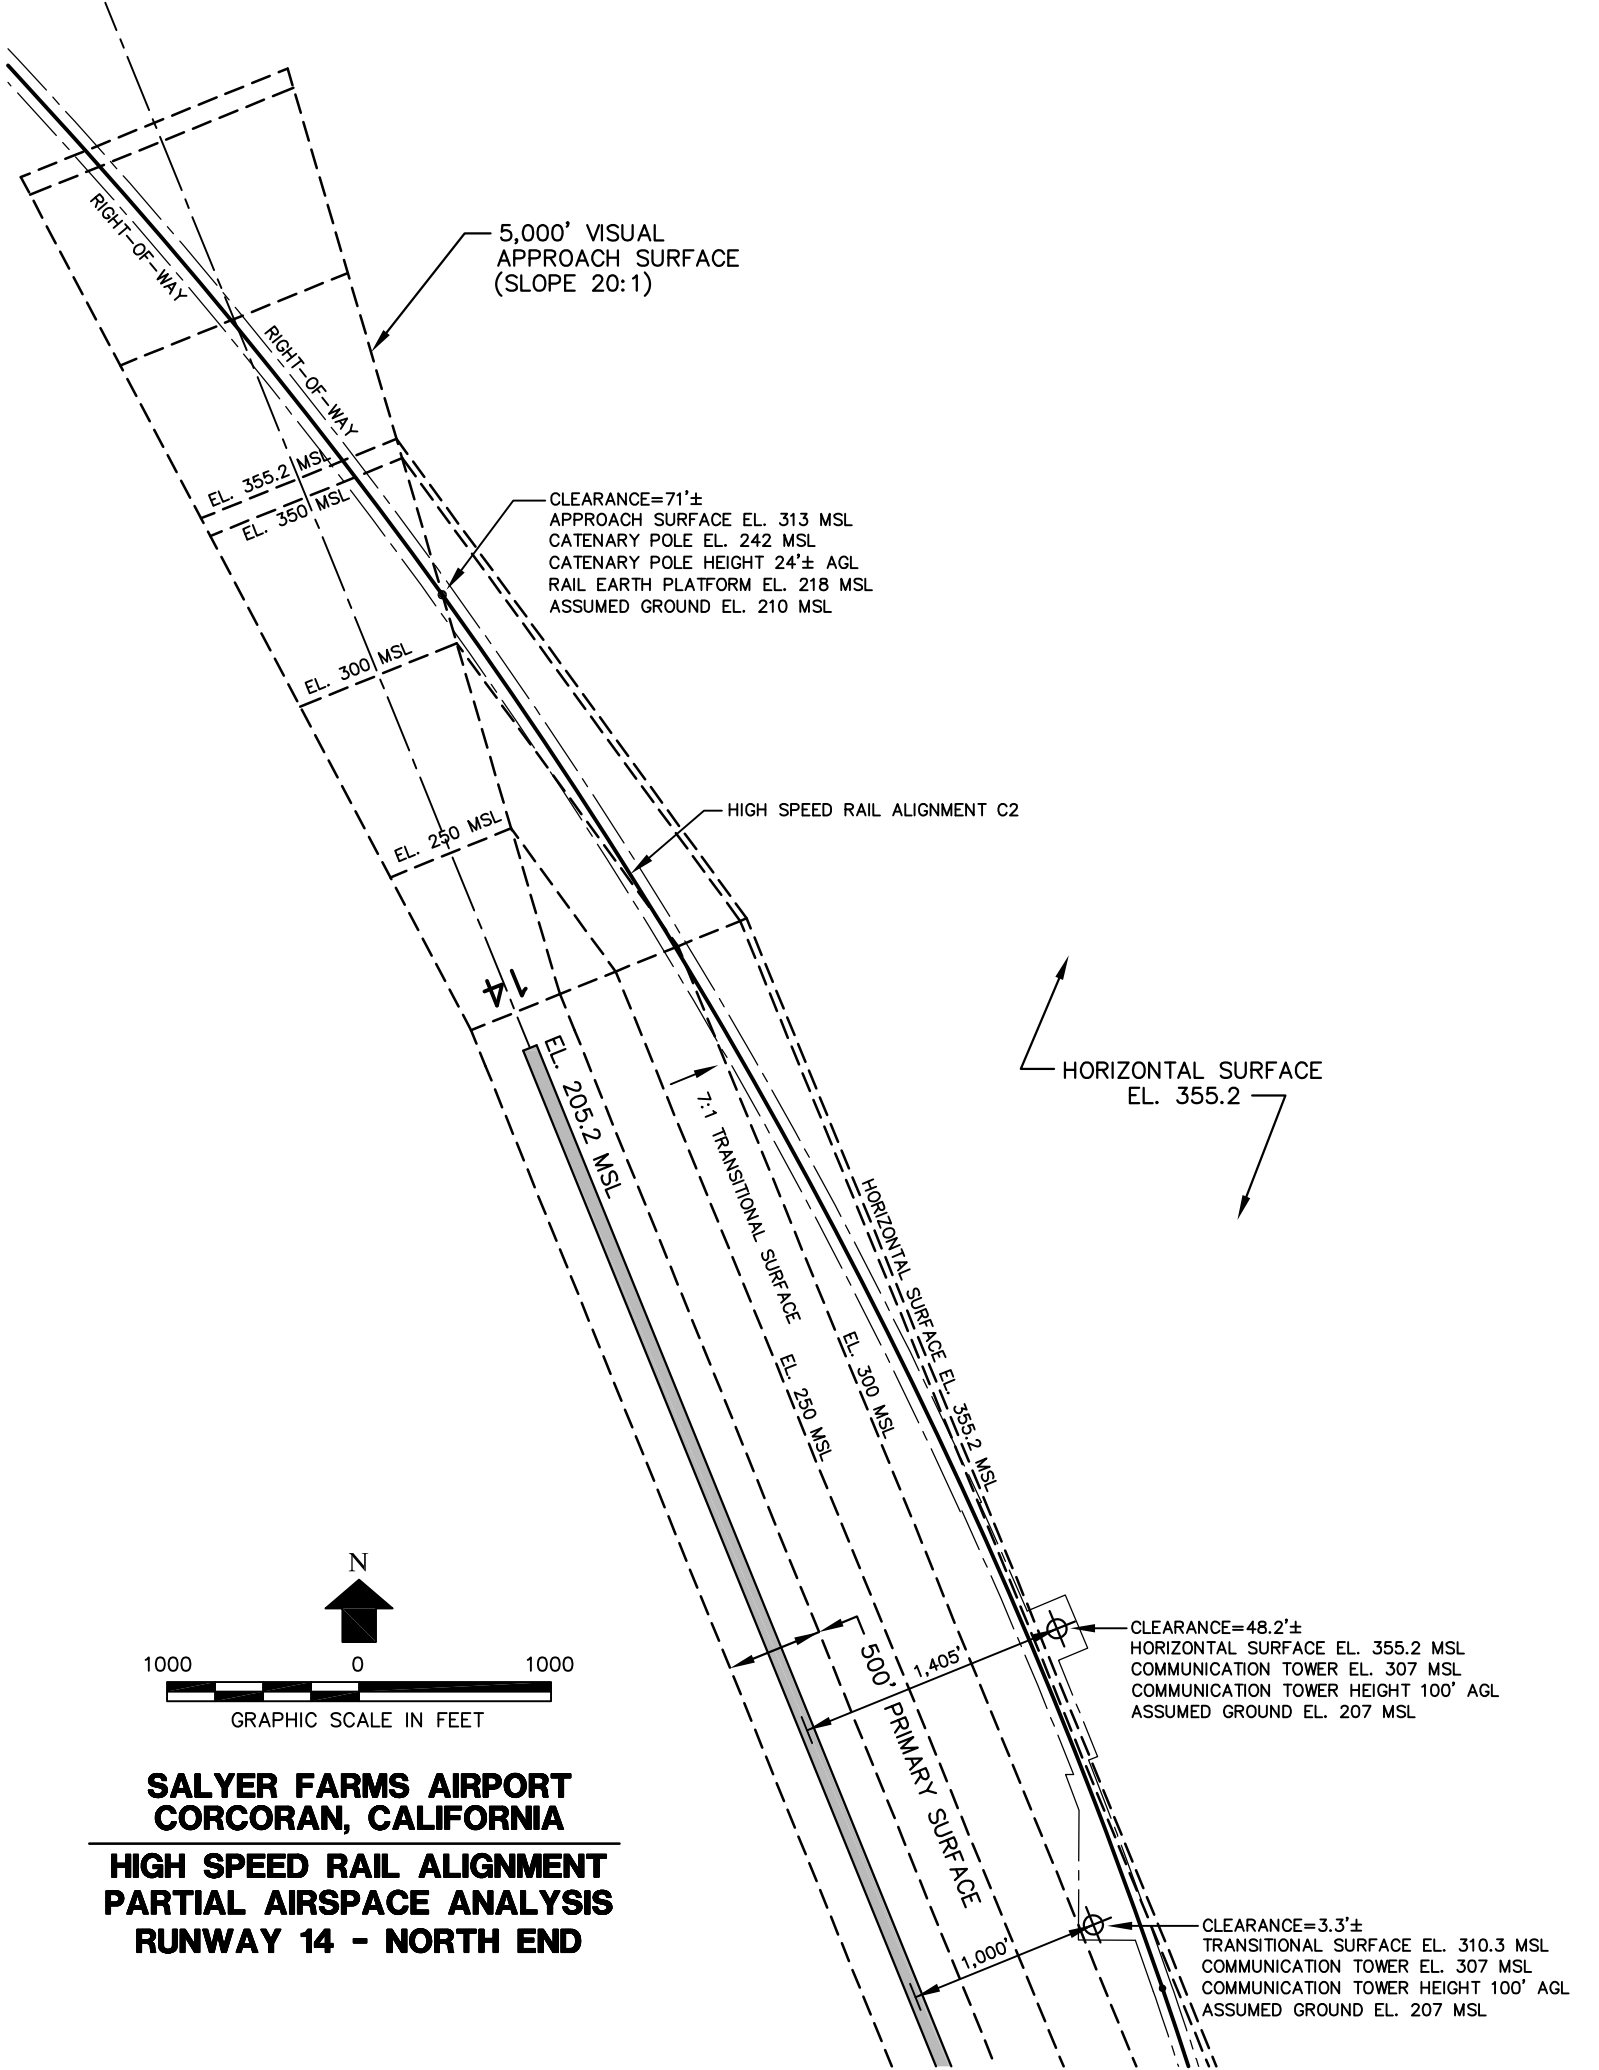 5,000' VISUAL
APPROACH SURFACE
(SLOPE 20:1)
RIGHT-OF-WAY
RIGHT-OF-WAY
EL. 355.2 MSL
EL. 350 MSL
CLEARANCE=71'±
APPROACH SURFACE EL. 313 MSL
CATENARY POLE EL. 242 MSL
CATENARY POLE HEIGHT 24'± AGL
RAIL EARTH PLATFORM EL. 218 MSL
ASSUMED GROUND EL. 210 MSL
EL. 300 MSL
HIGH SPEED RAIL ALIGNMENT C2
EL. 250 MSL
14
EL. 205.2 MSL
7:1 TRANSITIONAL SURFACE
HORIZONTAL SURFACE
EL. 355.2
HORIZONTAL SURFACE EL. 355.2 MSL
EL. 250 MSL
EL. 300 MSL
N
1000 0 1000
GRAPHIC SCALE IN FEET
500' PRIMARY SURFACE
1,405'
CLEARANCE=48.2'±
HORIZONTAL SURFACE EL. 355.2 MSL
COMMUNICATION TOWER EL. 307 MSL
COMMUNICATION TOWER HEIGHT 100' AGL
ASSUMED GROUND EL. 207 MSL
SALYER FARMS AIRPORT
CORCORAN, CALIFORNIA
HIGH SPEED RAIL ALIGNMENT
PARTIAL AIRSPACE ANALYSIS
RUNWAY 14 - NORTH END
1,000'
CLEARANCE=3.3'±
TRANSITIONAL SURFACE EL. 310.3 MSL
COMMUNICATION TOWER EL. 307 MSL
COMMUNICATION TOWER HEIGHT 100' AGL
ASSUMED GROUND EL. 207 MSL